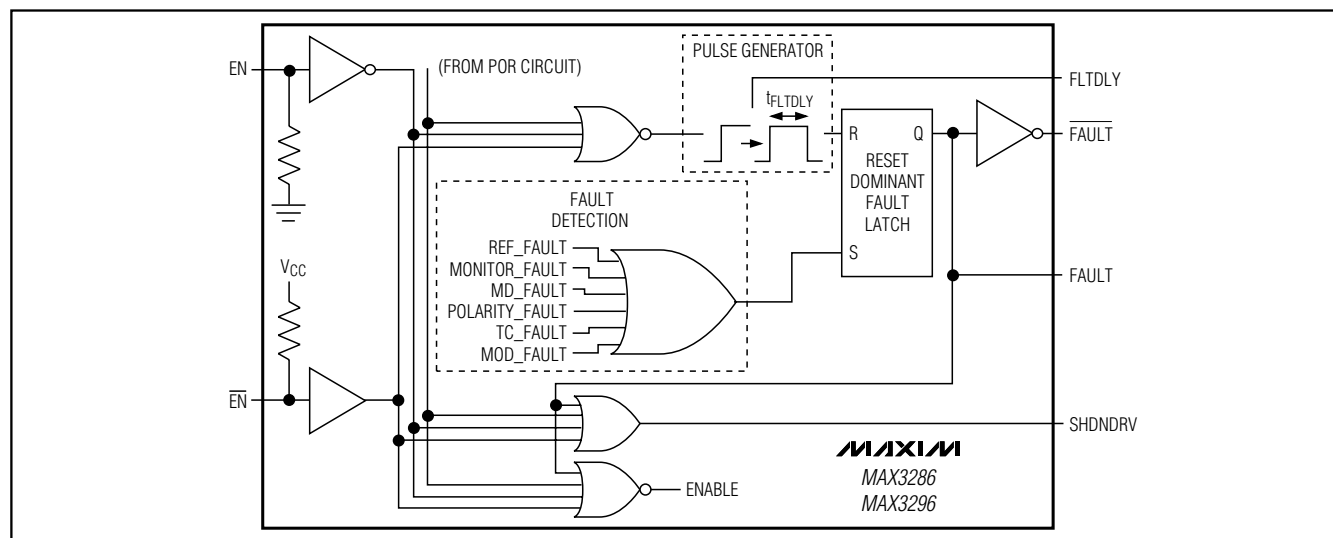 PULSE GENERATOR
EN
(FROM POR CIRCUIT)
FLTDLY
tFLTDLY
R
Q
FAULT
RESET
DOMINANT
FAULT
LATCH
S
FAULT
DETECTION
REF_FAULT
MONITOR_FAULT
MD_FAULT
POLARITY_FAULT
TC_FAULT
MOD_FAULT
VCC
FAULT
EN
SHDNDRV
MAXIM
MAX3286
MAX3296
ENABLE